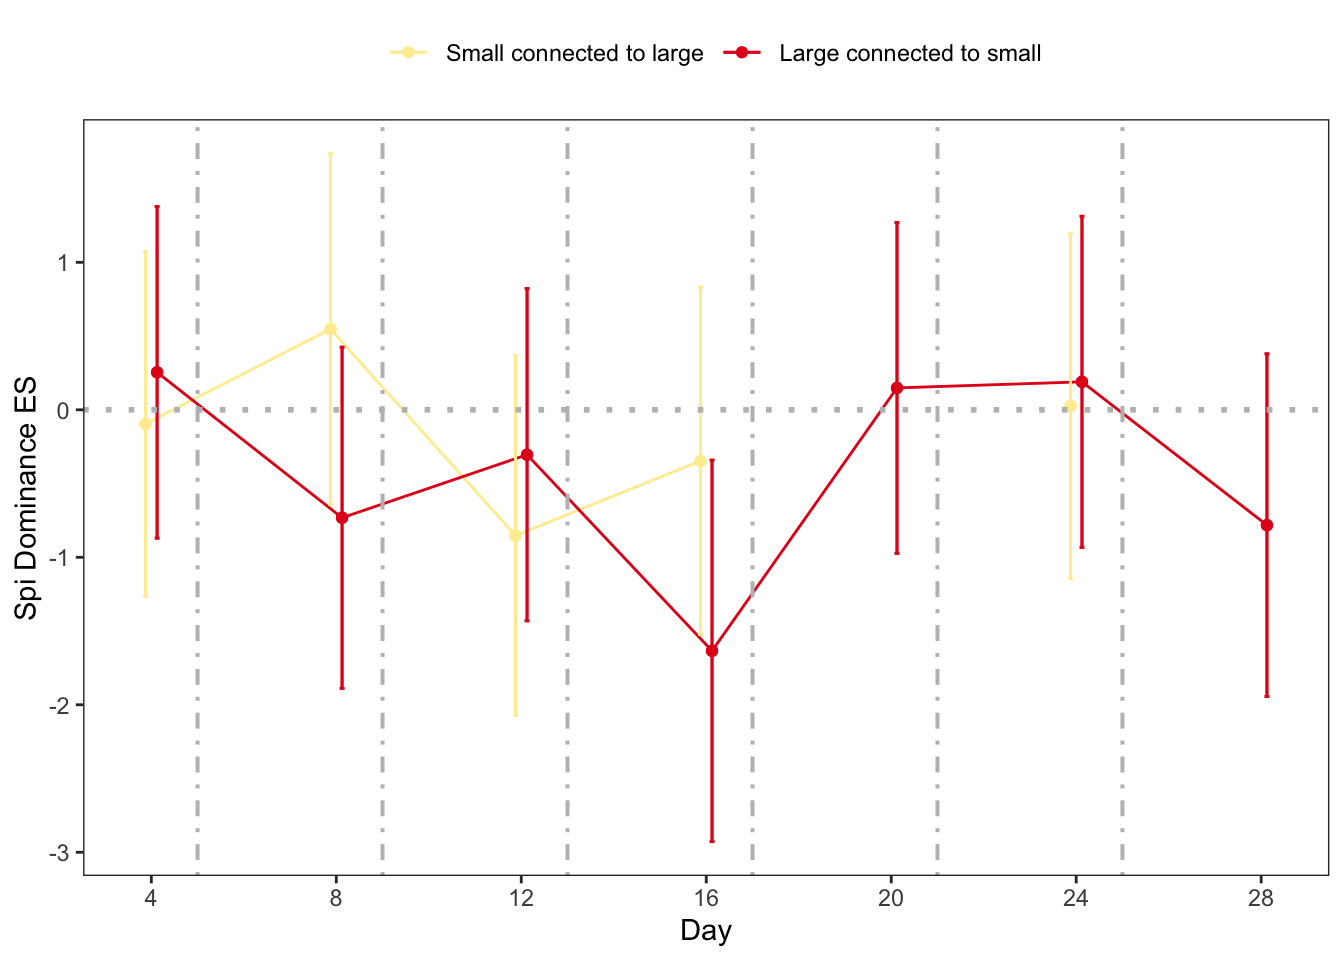 Small connected to large Large connected to small
Spi Dominance ES
1
0
-1
-2
-3
4 8 12 16 20 24 28
Day